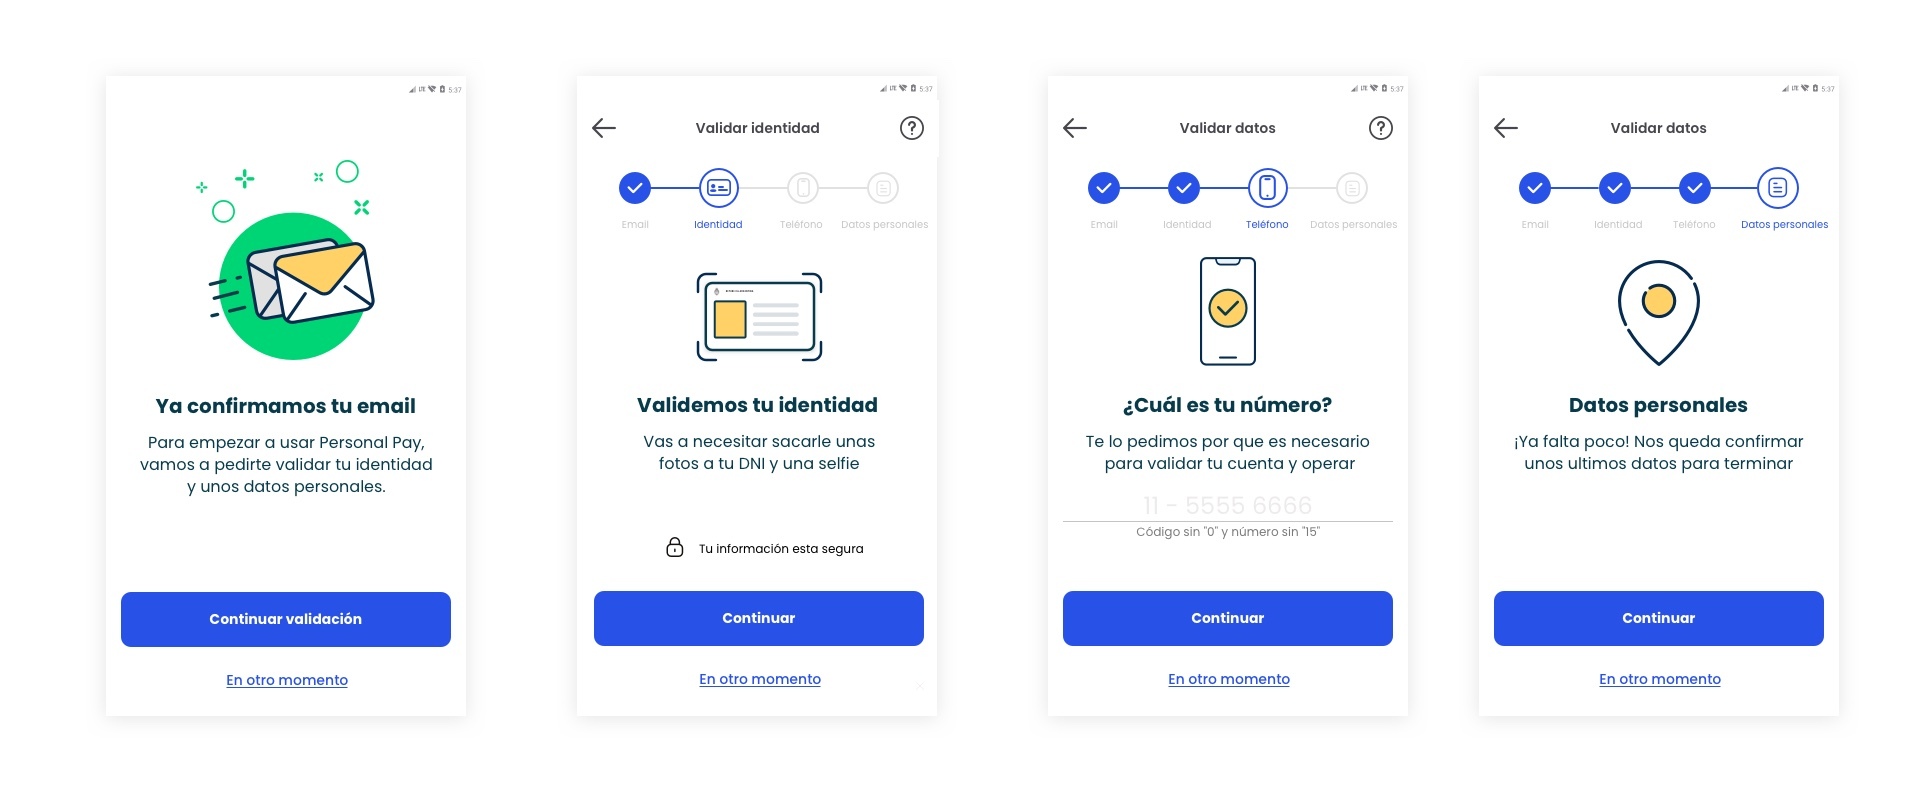 LTE 5:37
Ya confirmamos tu email
Para empezar a usar Personal Pay,
vamos a pedirte validar tu identidad
y unos datos personales.
Continuar validación
En otro momento
LTE 5:37
Validar identidad
?
Email Identidad Teléfono Datos personales
Validemos tu identidad
Vas a necesitar sacarle unas
fotos a tu DNI y una selfie
Tu información esta segura
Continuar
En otro momento
LTE 5:37
Validar datos
?
Email Identidad Teléfono Datos personales
¿Cuál es tu número?
Te lo pedimos por que es necesario
para validar tu cuenta y operar
11 - 5555 6666
Código sin "0" y número sin "15"
Continuar
En otro momento
LTE 5:37
Validar datos
Email Identidad Teléfono Datos personales
Datos personales
¡Ya falta poco! Nos queda confirmar
unos ultimos datos para terminar
Continuar
En otro momento